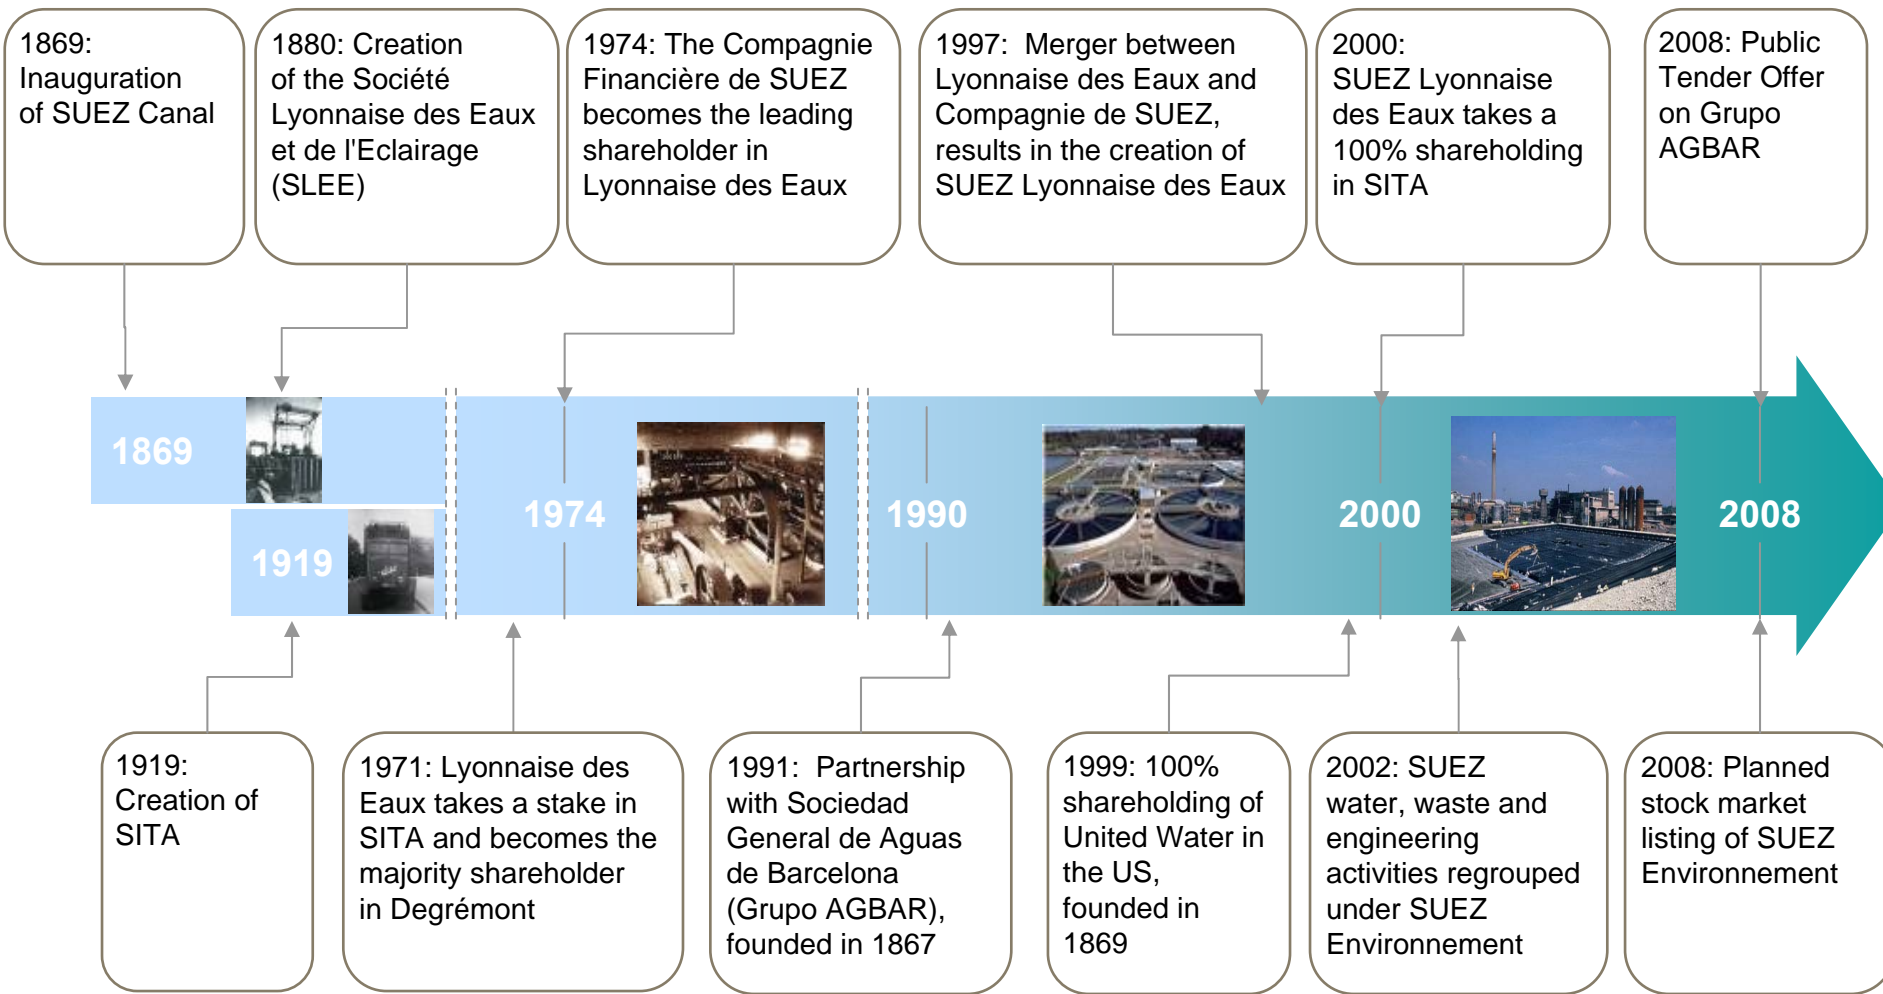 1869:
Inauguration
of SUEZ Canal
1880: Creation
of the Société
Lyonnaise des Eaux
et de l'Eclairage
(SLEE)
1974: The Compagnie
Financière de SUEZ
becomes the leading
shareholder in
Lyonnaise des Eaux
1997:  Merger between
Lyonnaise des Eaux and
Compagnie de SUEZ,
results in the creation of
SUEZ Lyonnaise des Eaux
2000:
SUEZ Lyonnaise
des Eaux takes a
100% shareholding
in SITA
2008: Public
Tender Offer
on Grupo
AGBAR
1869
1919
1974
1990
2000
2008
1919:
Creation of
SITA
1971: Lyonnaise des
Eaux takes a stake in
SITA and becomes the
majority shareholder
in Degrémont
1991:  Partnership
with Sociedad
General de Aguas
de Barcelona
(Grupo AGBAR),
founded in 1867
1999: 100%
shareholding of
United Water in
the US,
founded in
1869
2002: SUEZ
water, waste and
engineering
activities regrouped
under SUEZ
Environnement
2008: Planned
stock market
listing of SUEZ
Environnement